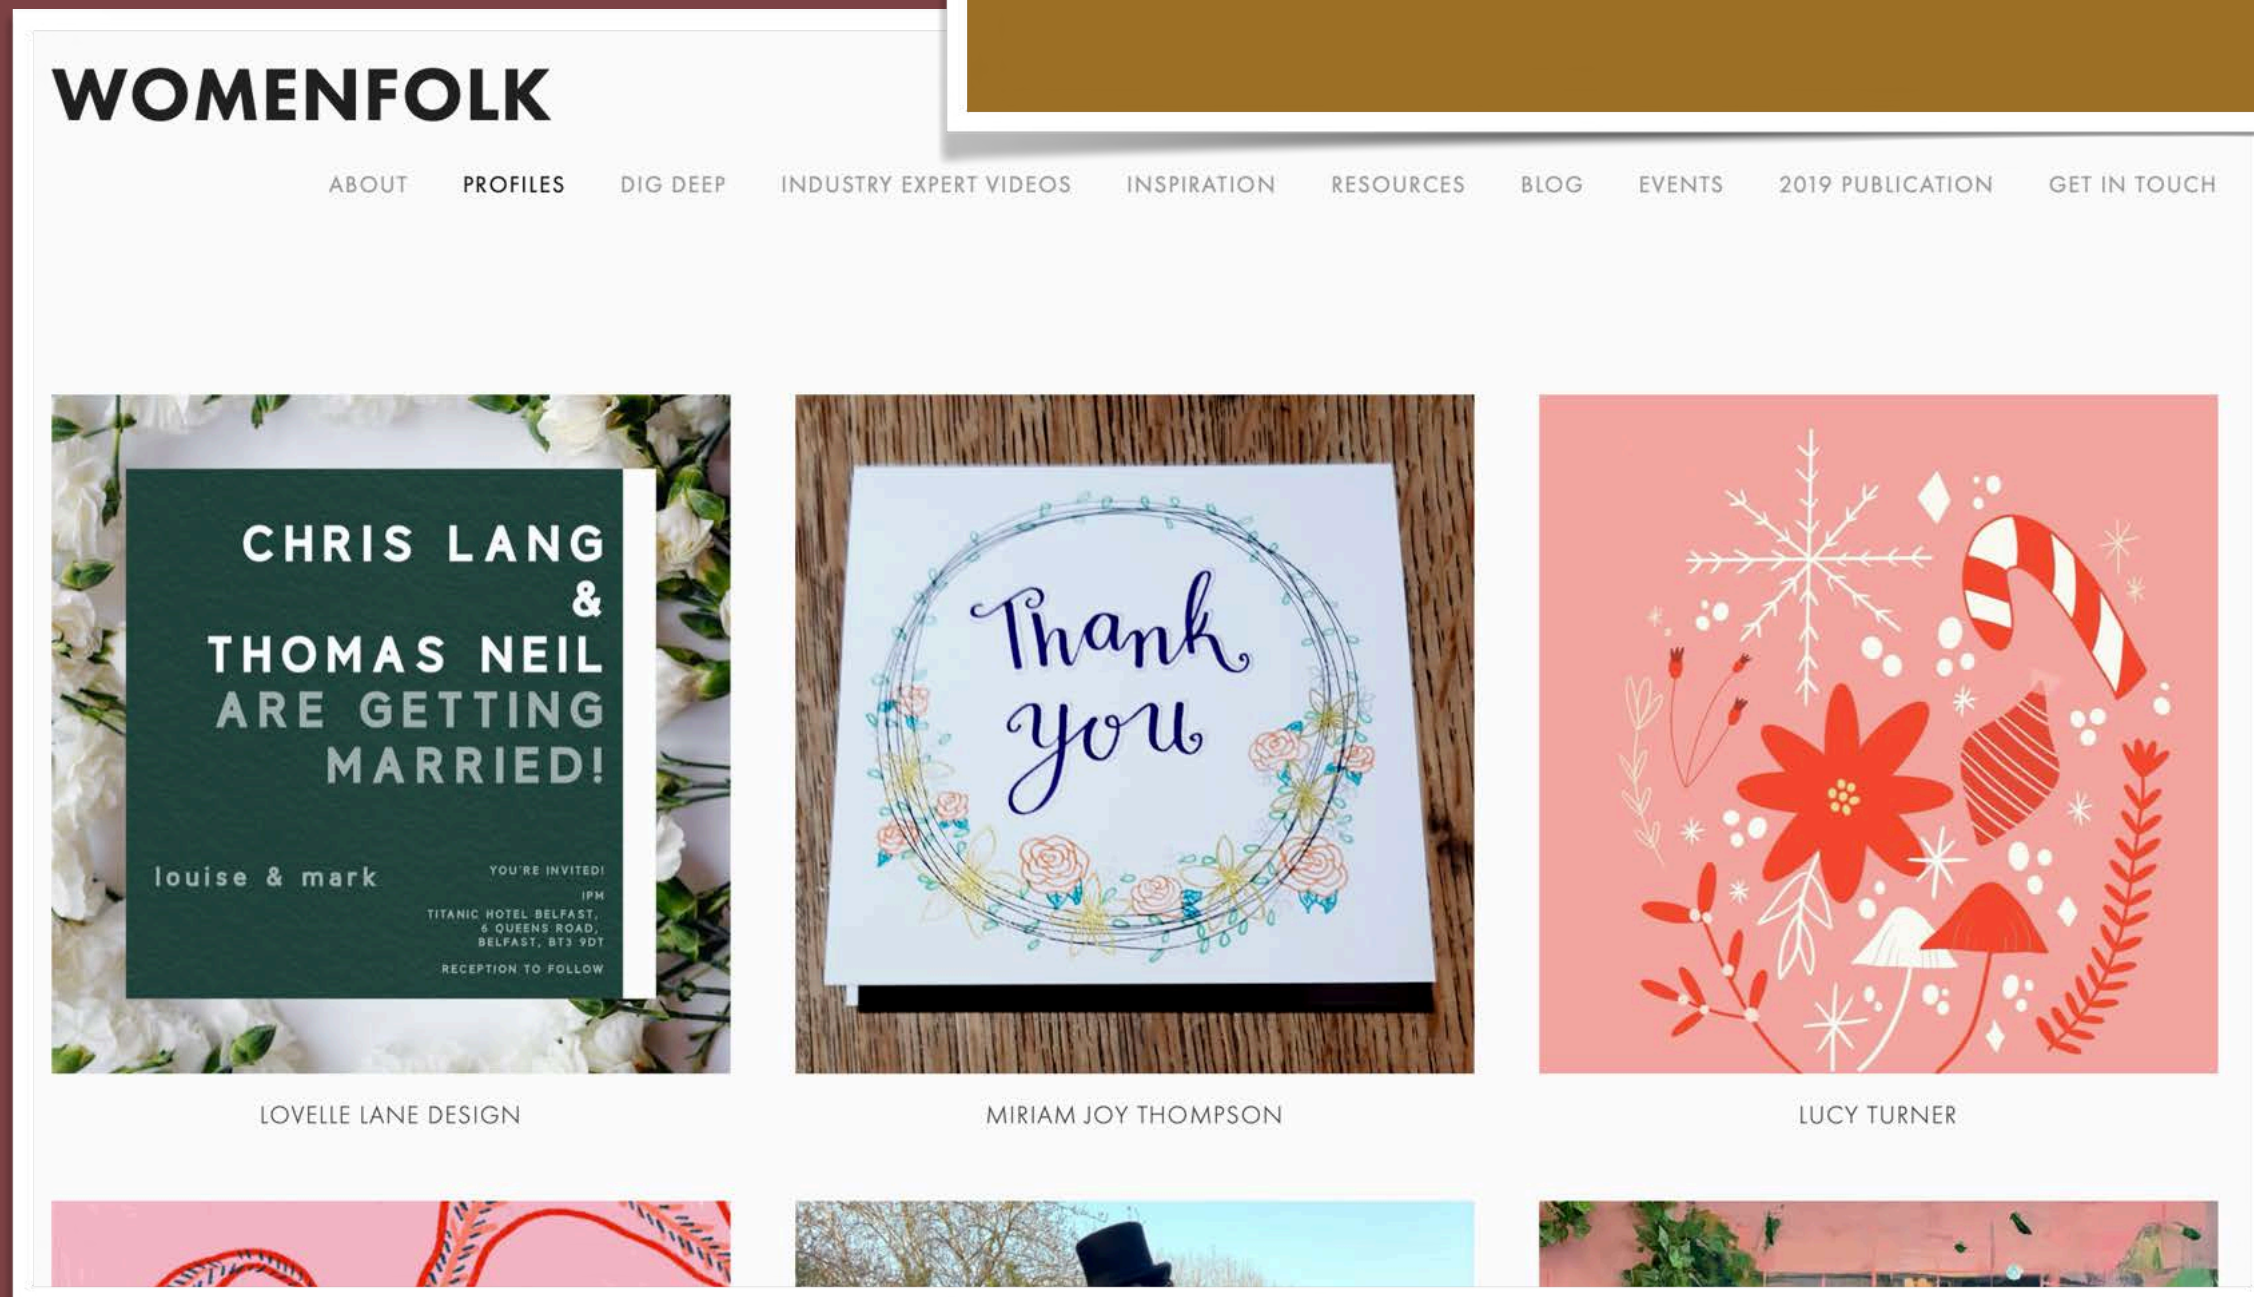 WOMENFOLK
ABOUT PROFILES DIG DEEP INDUSTRY EXPERT VIDEOS INSPIRATION RESOURCES BLOG EVENTS 2019 PUBLICATION GET IN TOUCH
CHRIS LANG
&
THOMAS NEIL
ARE GETTING
MARRIED!
louise & mark
YOU'RE INVITED!
1PM
TITANIC HOTEL BELFAST,
6 QUEENS ROAD,
BELFAST, BT3 9DT
RECEPTION TO FOLLOW
Thank
you
LOVELLE LANE DESIGN
MIRIAM JOY THOMPSON
LUCY TURNER